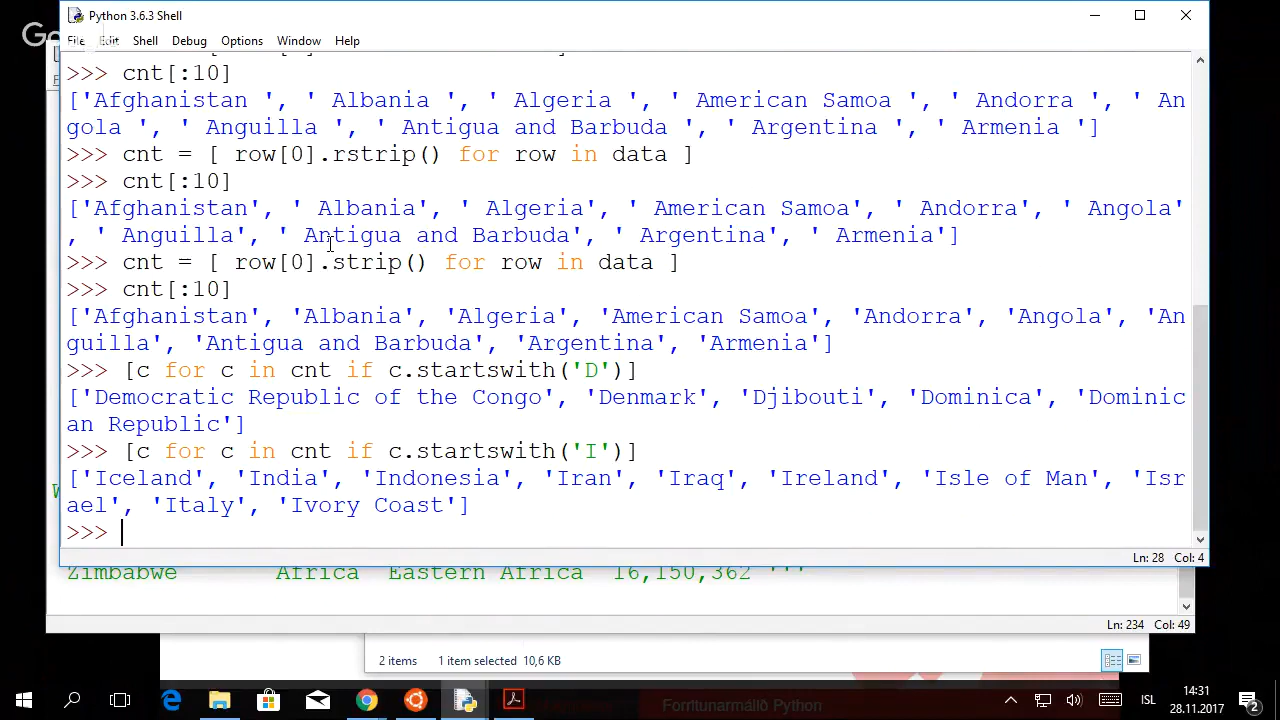 Python 3.6.3 Shell
File Edit Shell Debug Options Window Help
>>> cnt[:10]
['Afghanistan ', ' Albania ', ' Algeria ', ' American Samoa ', ' Andorra ', ' An
gola ', ' Anguilla ', ' Antigua and Barbuda ', ' Argentina ', ' Armenia ']
>>> cnt = [ row[0].rstrip() for row in data ]
>>> cnt[:10]
['Afghanistan', ' Albania', ' Algeria', ' American Samoa', ' Andorra', ' Angola'
, ' Anguilla', ' Antigua and Barbuda', ' Argentina', ' Armenia']
>>> cnt = [ row[0].strip() for row in data ]
>>> cnt[:10]
['Afghanistan', 'Albania', 'Algeria', 'American Samoa', 'Andorra', 'Angola', 'An
guilla', 'Antigua and Barbuda', 'Argentina', 'Armenia']
>>> [c for c in cnt if c.startswith('D')]
['Democratic Republic of the Congo', 'Denmark', 'Djibouti', 'Dominica', 'Dominic
an Republic']
>>> [c for c in cnt if c.startswith('I')]
['Iceland', 'India', 'Indonesia', 'Iran', 'Iraq', 'Ireland', 'Isle of Man', 'Isr
ael', 'Italy', 'Ivory Coast']
>>>
Ln: 28 Col: 4
Zimbabwe Africa Eastern Africa 16,150,362 '''
Ln: 234 Col: 49
2 items 1 item selected 10,6 KB
Forritunarmálið Python
ISL
14:31
28.11.2017
2